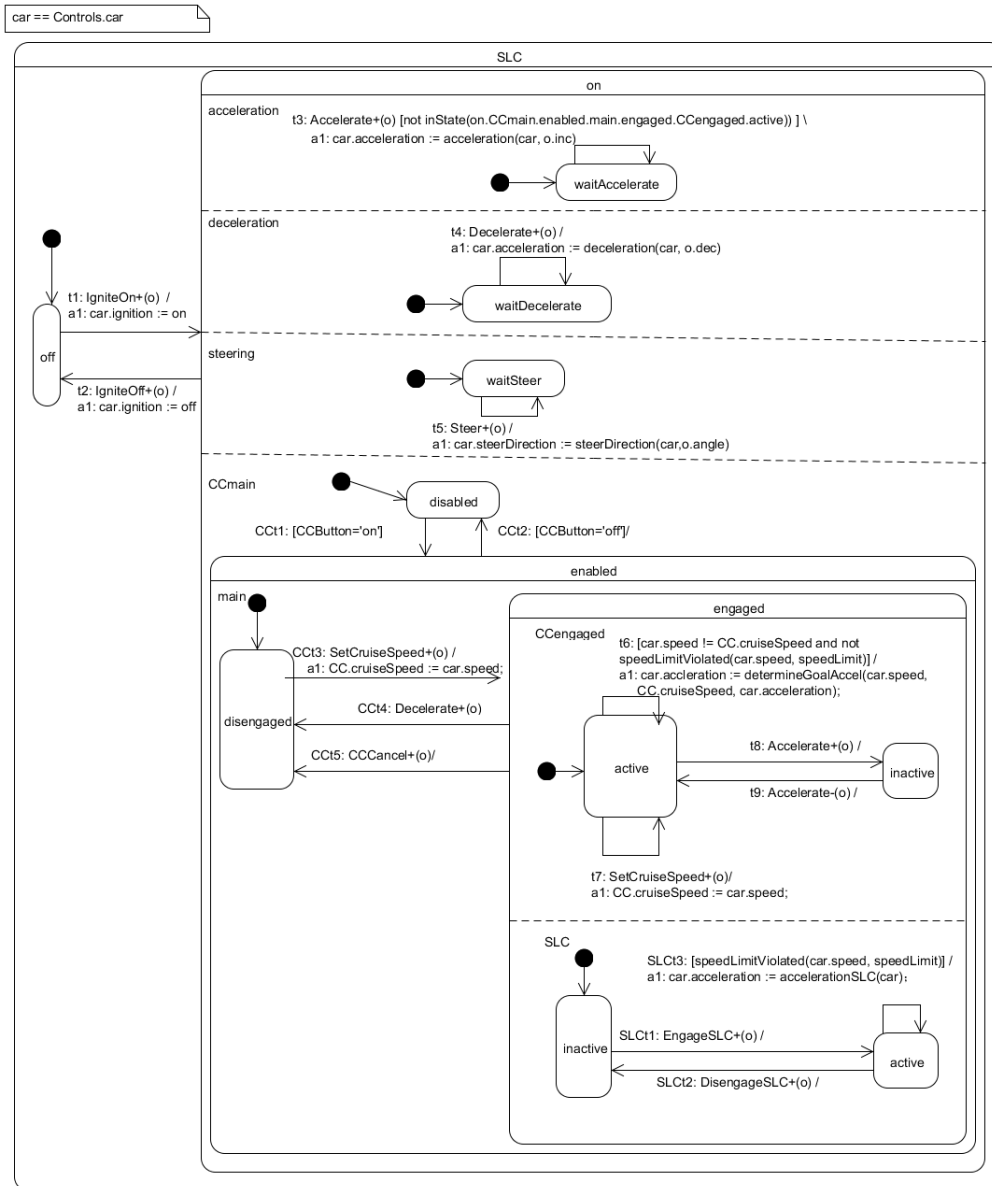 car == Controls.car
SLC
on
acceleration
t3: Accelerate+(o) [not inState(on.CCmain.enabled.main.engaged.CCengaged.active)) ] \
a1: car.acceleration := acceleration(car, o.inc)
waitAccelerate
deceleration
t4: Decelerate+(o) /
a1: car.acceleration := deceleration(car, o.dec)
waitDecelerate
t1: IgniteOn+(o) /
a1: car.ignition := on
off
t2: IgniteOff+(o) /
a1: car.ignition := off
steering
waitSteer
t5: Steer+(o) /
a1: car.steerDirection := steerDirection(car,o.angle)
CCmain
disabled
CCt1: [CCButton='on']
CCt2: [CCButton='off']/
enabled
main
engaged
CCengaged
t6: [car.speed != CC.cruiseSpeed and not
speedLimitViolated(car.speed, speedLimit)] /
a1: car.accleration := determineGoalAccel(car.speed,
CC.cruiseSpeed, car.acceleration);
CCt3: SetCruiseSpeed+(o) /
a1: CC.cruiseSpeed := car.speed;
disengaged
CCt4: Decelerate+(o)
CCt5: CCCancel+(o)/
active
t8: Accelerate+(o) /
inactive
t9: Accelerate-(o) /
t7: SetCruiseSpeed+(o)/
a1: CC.cruiseSpeed := car.speed;
SLC
SLCt3: [speedLimitViolated(car.speed, speedLimit)] /
a1: car.acceleration := accelerationSLC(car);
inactive
SLCt1: EngageSLC+(o) /
active
SLCt2: DisengageSLC+(o) /